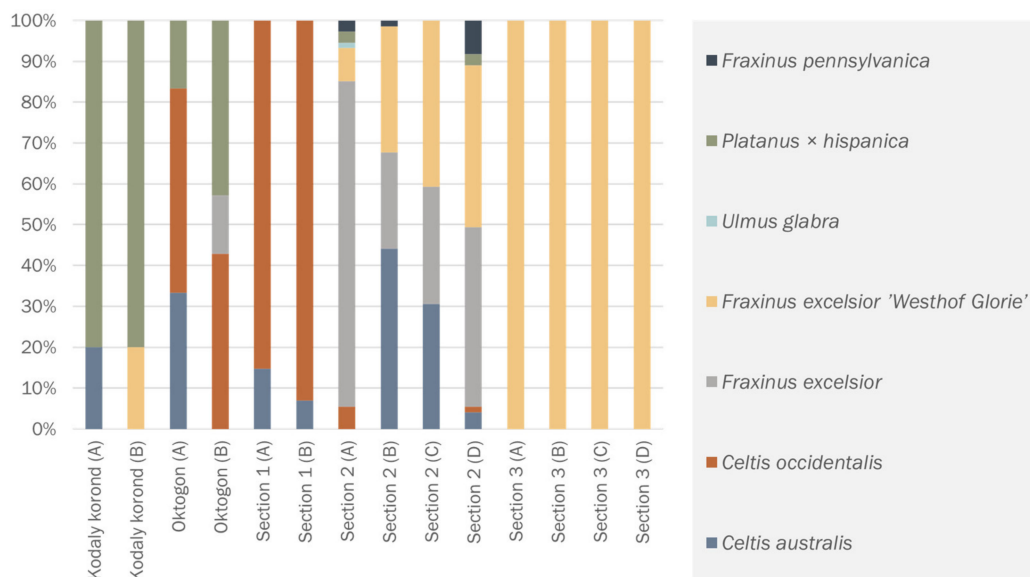 100%
90%
80%
70%
60%
50%
40%
30%
20%
10%
0%
Kodaly korond (A)
Kodaly korond (B)
Oktogon (A)
Oktogon (B)
Section 1 (A)
Section 1 (B)
Section 2 (A)
Section 2 (B)
Section 2 (C)
Section 2 (D)
Section 3 (A)
Section 3 (B)
Section 3 (C)
Section 3 (D)
Fraxinus pennsylvanica
Platanus × hispanica
Ulmus glabra
Fraxinus excelsior ’Westhof Glorie’
Fraxinus excelsior
Celtis occidentalis
Celtis australis